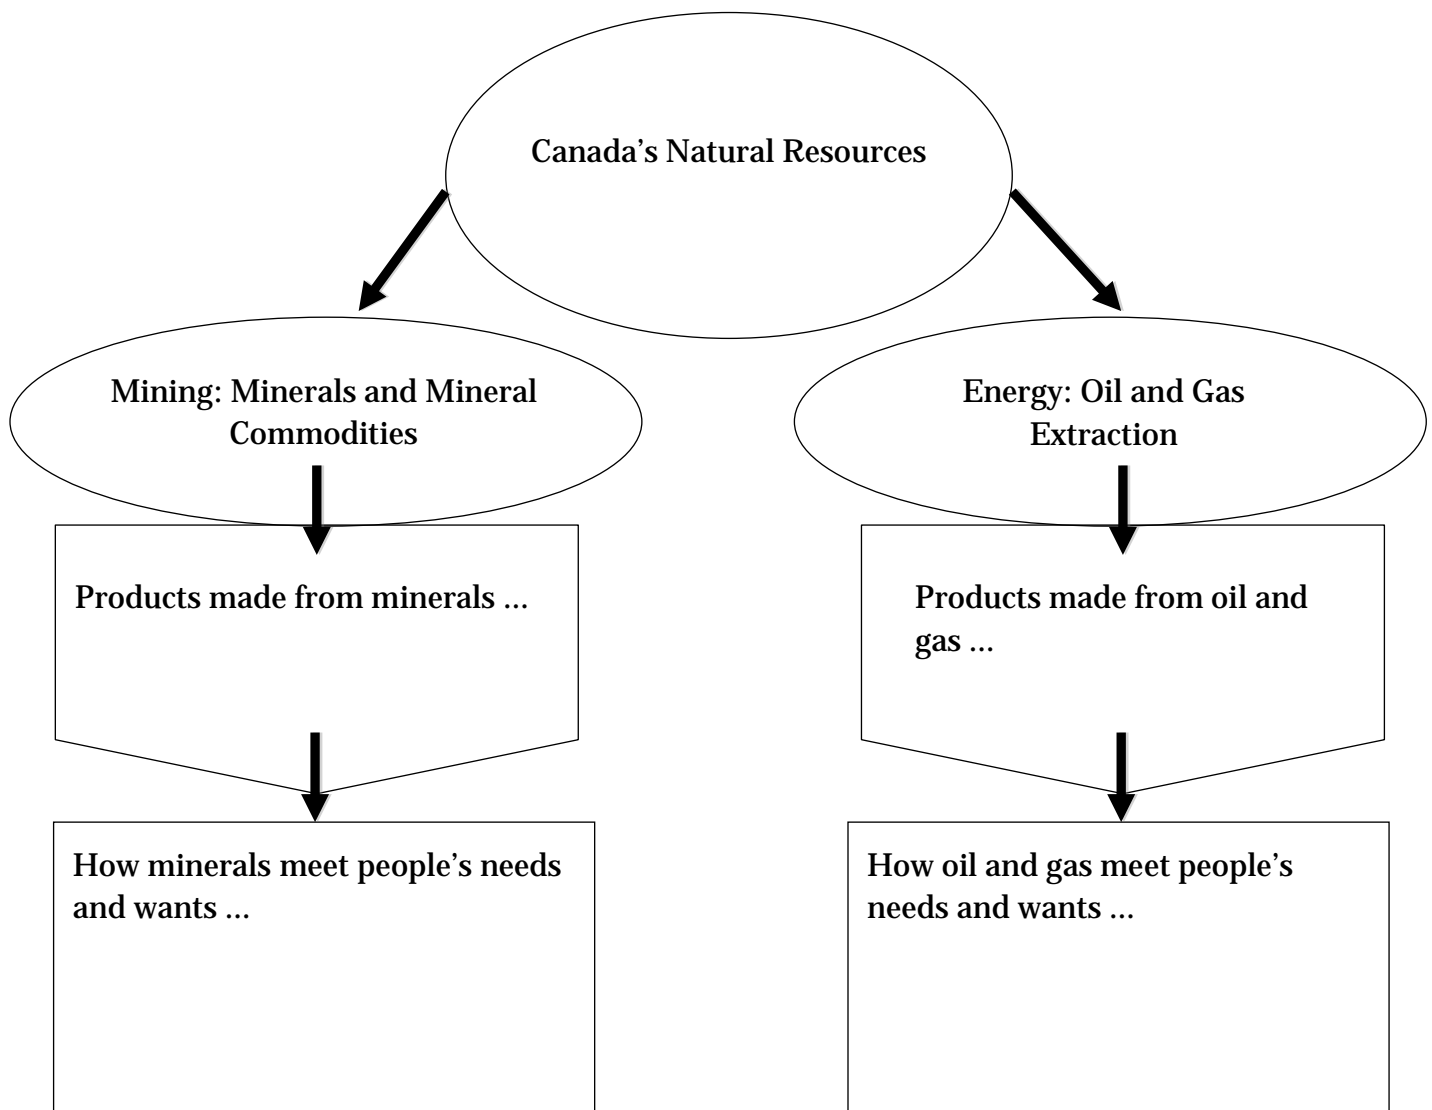 Canada’s Natural Resources
Mining: Minerals and Mineral
Commodities
Energy: Oil and Gas
Extraction
Products made from minerals ...
Products made from oil and
gas ...
How minerals meet people’s needs
and wants ...
How oil and gas meet people’s
needs and wants ...